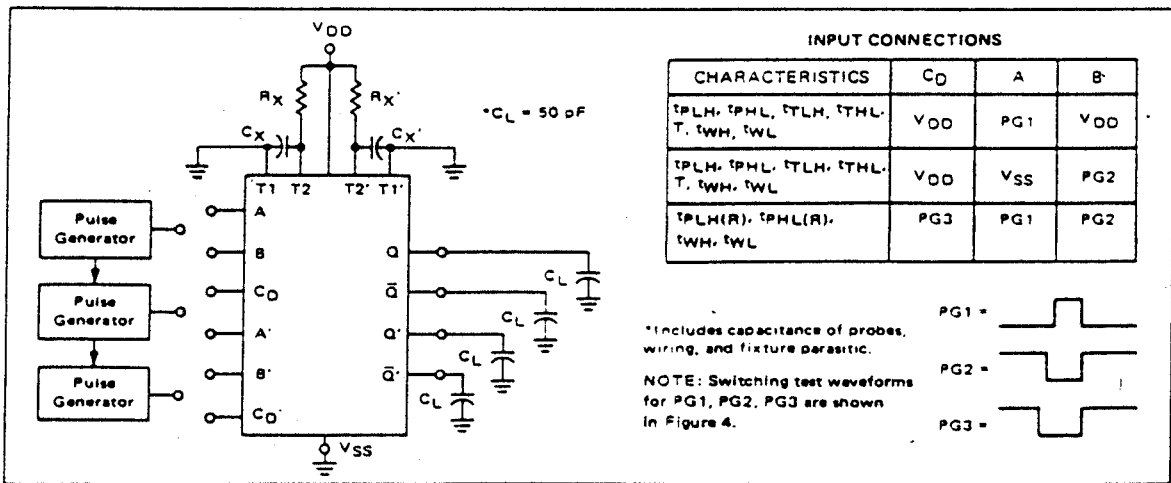 VDD
RX
RX'
*CL = 50 pF
CX
CX'
T1 T2 T2' T1'
Pulse
Generator
Pulse
Generator
Pulse
Generator
A
B
CD
A'
B'
CD'
Q
Q̅
Q'
Q̅'
CL
CL
CL
CL
VSS
INPUT CONNECTIONS
CHARACTERISTICS CD A B
tPLH, tPHL, tTLH, tTHL,
T, tWH, tWL
VDD PG1 VDD
tPLH, tPHL, tTLH, tTHL,
T, tWH, tWL
VDD VSS PG2
tPLH(R), tPHL(R),
tWH, tWL
PG3 PG1 PG2
*Includes capacitance of probes,
wiring, and fixture parasitic.
NOTE: Switching test waveforms
for PG1, PG2, PG3 are shown
in Figure 4.
PG1 =
PG2 =
PG3 =